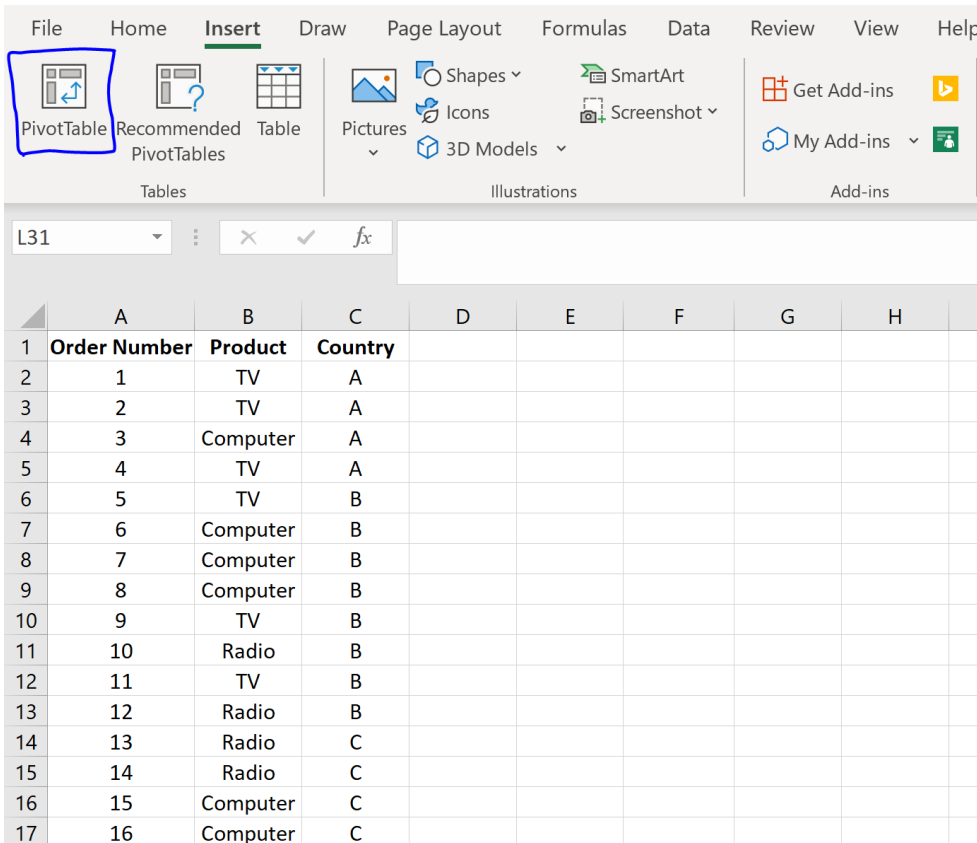 File Home Insert Draw Page Layout Formulas Data Review View Help
PivotTable
Recommended
PivotTables
Table
Pictures
Shapes
Icons
3D Models
SmartArt
Screenshot
Get Add-ins
My Add-ins
Tables Illustrations Add-ins
L31 fx
A B C D E F G H
1 Order Number Product Country
2 1 TV A
3 2 TV A
4 3 Computer A
5 4 TV A
6 5 TV B
7 6 Computer B
8 7 Computer B
9 8 Computer B
10 9 TV B
11 10 Radio B
12 11 TV B
13 12 Radio B
14 13 Radio C
15 14 Radio C
16 15 Computer C
17 16 Computer C